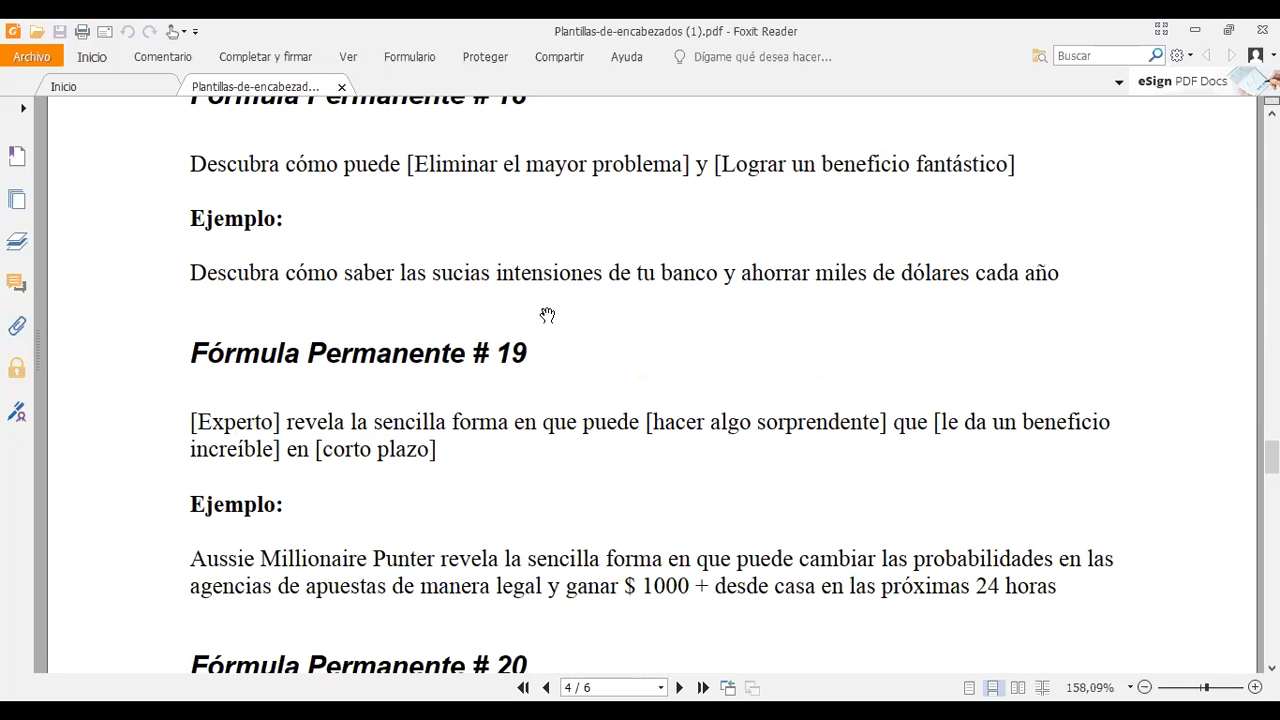 Plantillas-de-encabezados (1).pdf - Foxit Reader
Archivo Inicio Comentario Completar y firmar Ver Formulario Proteger Compartir Ayuda Dígame qué desea hacer... Buscar
Inicio Plantillas-de-encabezad... eSign PDF Docs
Fórmula Permanente #
Descubra cómo puede [Eliminar el mayor problema] y [Lograr un beneficio fantástico]
Ejemplo:
Descubra cómo saber las sucias intensiones de tu banco y ahorrar miles de dólares cada año
Fórmula Permanente # 19
[Experto] revela la sencilla forma en que puede [hacer algo sorprendente] que [le da un beneficio
increíble] en [corto plazo]
Ejemplo:
Aussie Millionaire Punter revela la sencilla forma en que puede cambiar las probabilidades en las
agencias de apuestas de manera legal y ganar $ 1000 + desde casa en las próximas 24 horas
Fórmula Permanente # 20
4 / 6 158,09%